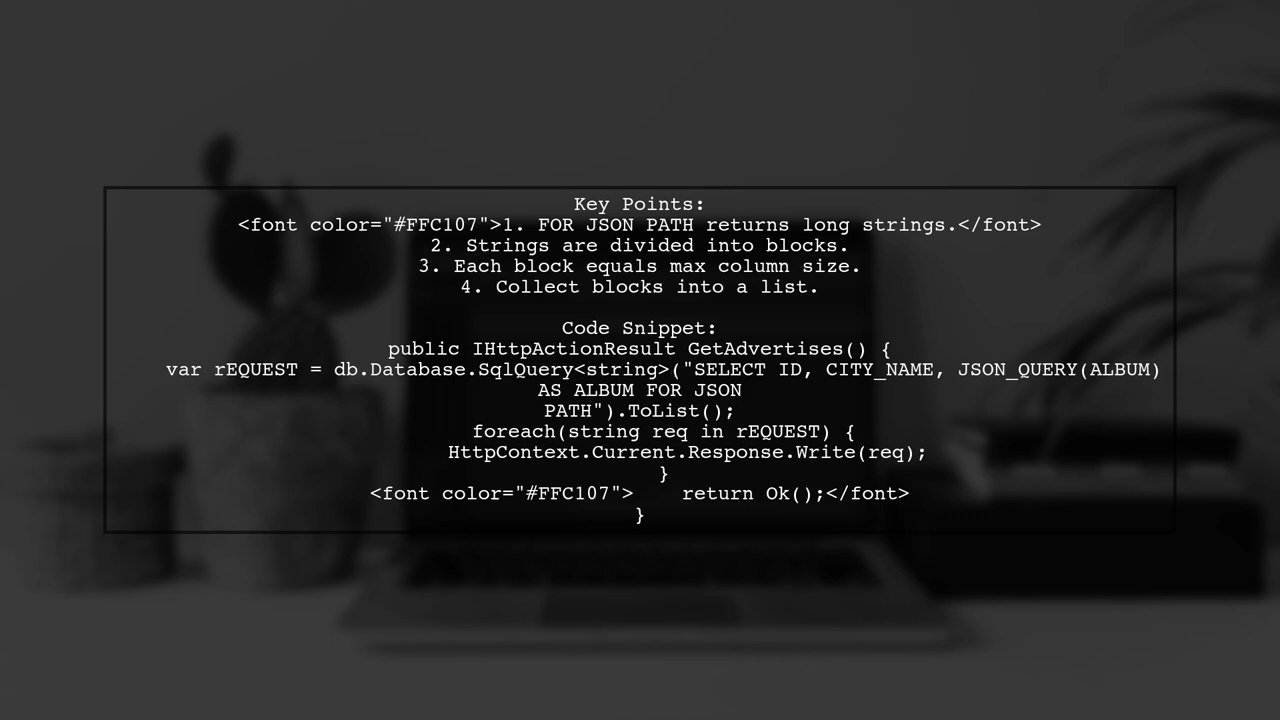 Key Points:
<font color="#FFC107">1. FOR JSON PATH returns long strings.</font>
2. Strings are divided into blocks.
3. Each block equals max column size.
4. Collect blocks into a list.
Code Snippet:
public IHttpActionResult GetAdvertises() {
var rEQUEST = db.Database.SqlQuery<string>("SELECT ID, CITY_NAME, JSON_QUERY(ALBUM)
AS ALBUM FOR JSON
PATH").ToList();
foreach(string req in rEQUEST) {
HttpContext.Current.Response.Write(req);
}
<font color="#FFC107">    return Ok();</font>
}